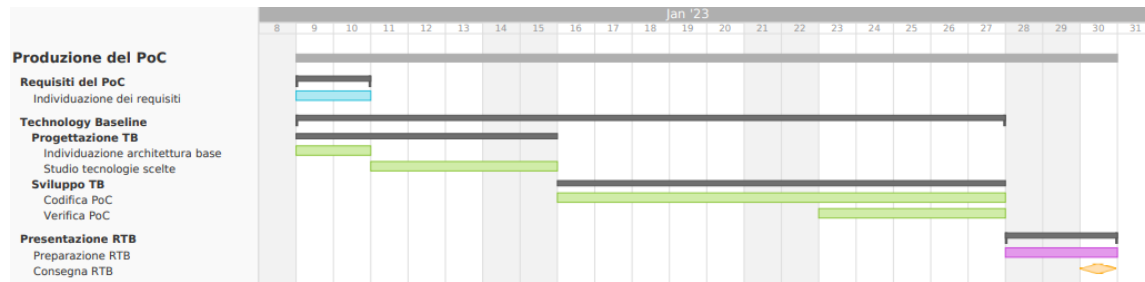 Jan '23
8 9 10 11 12 13 14 15 16 17 18 19 20 21 22 23 24 25 26 27 28 29 30 31
Produzione del PoC
Requisiti del PoC
Individuazione dei requisiti
Technology Baseline
Progettazione TB
Individuazione architettura base
Studio tecnologie scelte
Sviluppo TB
Codifica PoC
Verifica PoC
Presentazione RTB
Preparazione RTB
Consegna RTB